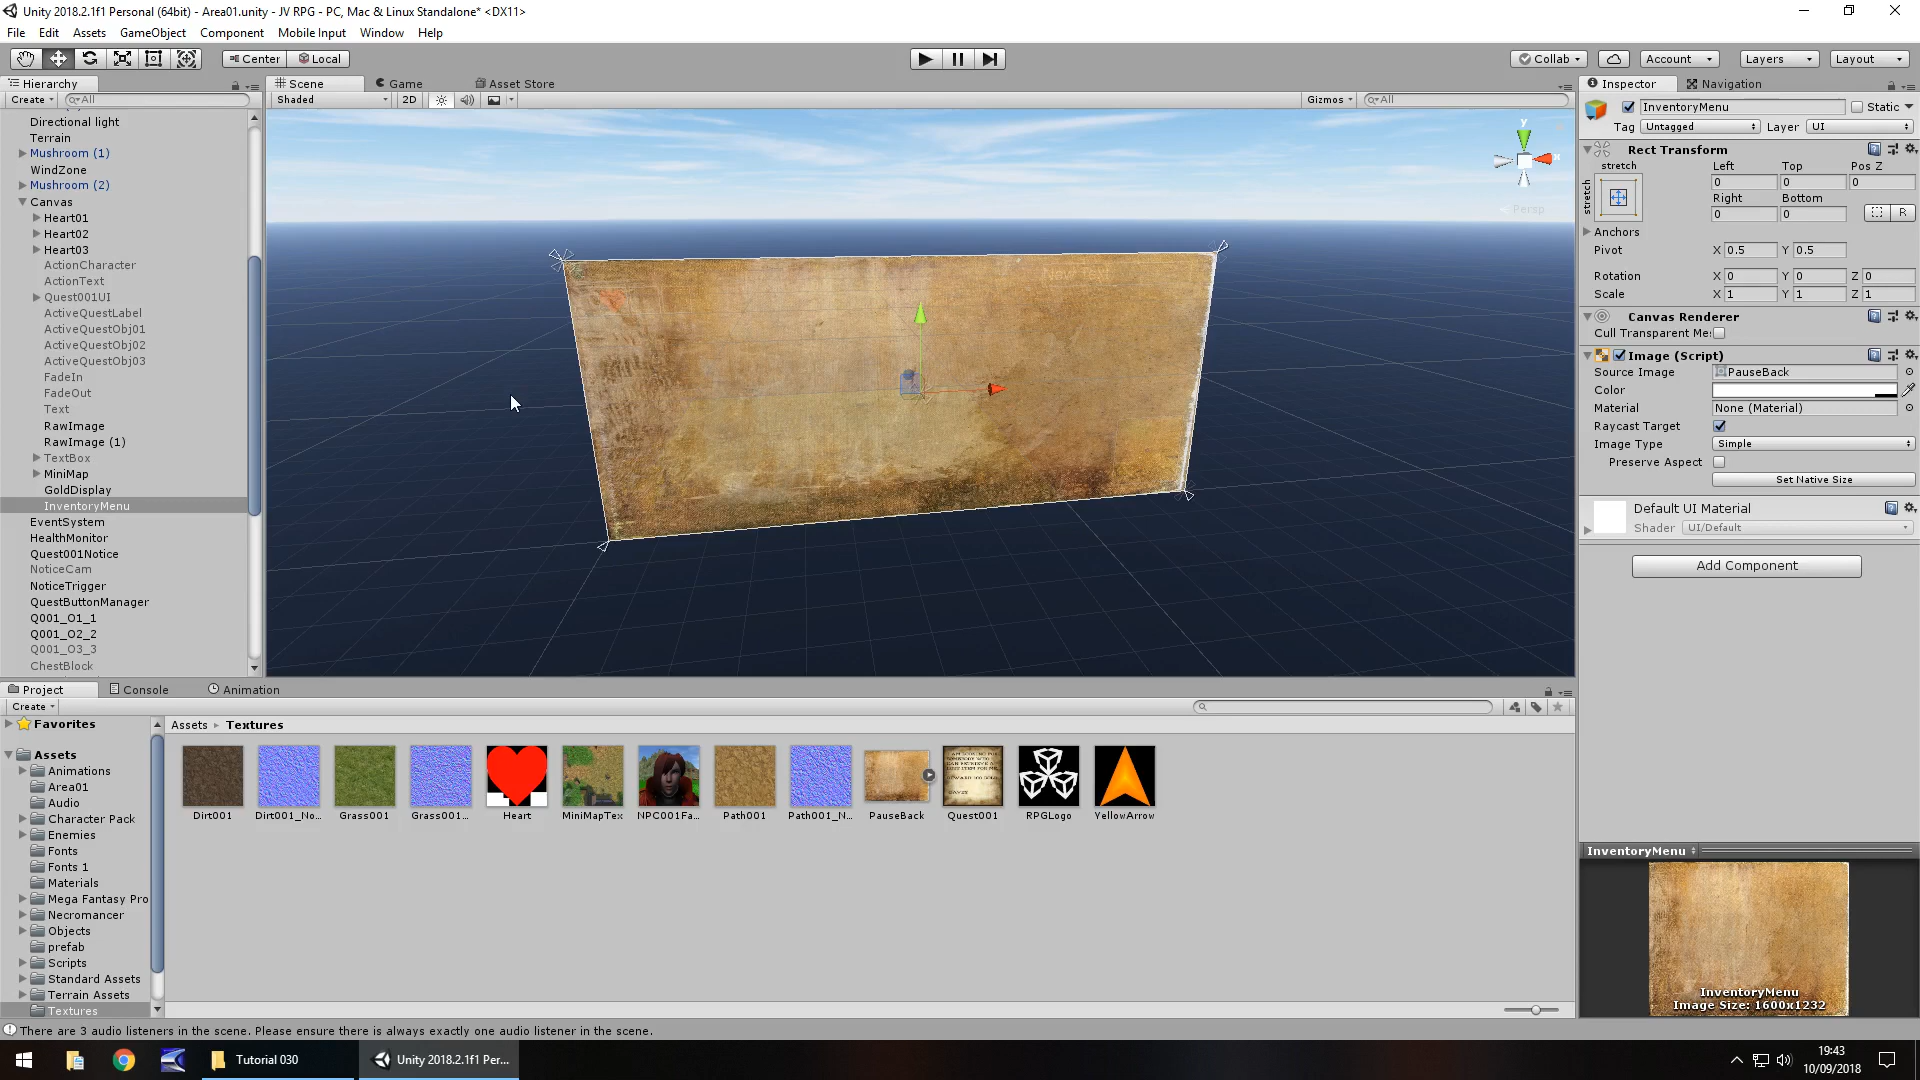 Unity 2018.2.1f1 Personal (64bit) - Area01.unity - JV RPG - PC, Mac & Linux Standalone* <DX11>
File Edit Assets GameObject Component Mobile Input Window Help
Center Local Collab Account Layers Layout
Hierarchy
Create All
Directional light
Terrain
Mushroom (1)
WindZone
Mushroom (2)
Canvas
Heart01
Heart02
Heart03
ActionCharacter
ActionText
Quest001UI
ActiveQuestLabel
ActiveQuestObj01
ActiveQuestObj02
ActiveQuestObj03
FadeIn
FadeOut
Text
RawImage
RawImage (1)
TextBox
MiniMap
GoldDisplay
InventoryMenu
EventSystem
HealthMonitor
Quest001Notice
NoticeCam
NoticeTrigger
QuestButtonManager
Q001_O1_1
Q001_O2_2
Q001_O3_3
ChestBlock
Scene Game Asset Store
Shaded 2D Gizmos All
y
x
Persp
New Text
Inspector Navigation
InventoryMenu Static
Tag Untagged Layer UI
Rect Transform
stretch Left Top Pos Z
stretch
0 0 0
Right Bottom
0 0 R
Anchors
Pivot X 0.5 Y 0.5
Rotation X 0 Y 0 Z 0
Scale X 1 Y 1 Z 1
Canvas Renderer
Cull Transparent Me
Image (Script)
Source Image PauseBack
Color
Material None (Material)
Raycast Target
Image Type Simple
Preserve Aspect
Set Native Size
Default UI Material
Shader UI/Default
Add Component
InventoryMenu
InventoryMenu
Image Size: 1600x1232
Project Console Animation
Create
Favorites
Assets
Animations
Area01
Audio
Character Pack
Enemies
Fonts
Fonts 1
Materials
Mega Fantasy Pro
Necromancer
Objects
prefab
Scripts
Standard Assets
Terrain Assets
Textures
Assets Textures
Dirt001 Dirt001_No... Grass001 Grass001... Heart MiniMapTex NPC001Fa... Path001 Path001_N... PauseBack Quest001 RPGLogo YellowArrow
There are 3 audio listeners in the scene. Please ensure there is always exactly one audio listener in the scene.
Tutorial 030 Unity 2018.2.1f1 Per...
19:43
10/09/2018